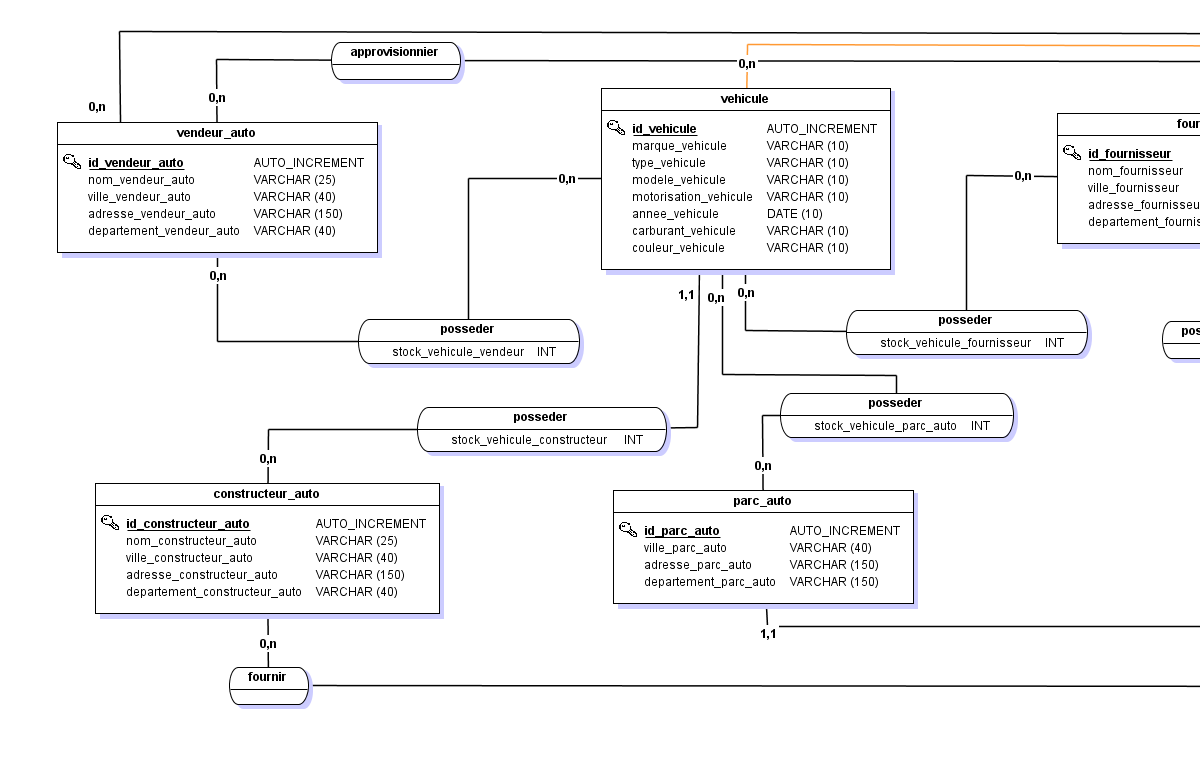 approvisionnier
0,n
0,n
0,n
vendeur_auto
id_vendeur_auto AUTO_INCREMENT
nom_vendeur_auto VARCHAR (25)
ville_vendeur_auto VARCHAR (40)
adresse_vendeur_auto VARCHAR (150)
departement_vendeur_auto VARCHAR (40)
0,n
vehicule
id_vehicule AUTO_INCREMENT
marque_vehicule VARCHAR (10)
type_vehicule VARCHAR (10)
modele_vehicule VARCHAR (10)
motorisation_vehicule VARCHAR (10)
annee_vehicule DATE (10)
carburant_vehicule VARCHAR (10)
couleur_vehicule VARCHAR (10)
0,n
four
id_fournisseur
nom_fournisseur
ville_fournisseur
adresse_fournisseu
departement_fournis
0,n
1,1
0,n
0,n
posseder
stock_vehicule_vendeur INT
posseder
stock_vehicule_fournisseur INT
pos
posseder
stock_vehicule_constructeur INT
posseder
stock_vehicule_parc_auto INT
0,n
0,n
constructeur_auto
id_constructeur_auto AUTO_INCREMENT
nom_constructeur_auto VARCHAR (25)
ville_constructeur_auto VARCHAR (40)
adresse_constructeur_auto VARCHAR (150)
departement_constructeur_auto VARCHAR (40)
parc_auto
id_parc_auto AUTO_INCREMENT
ville_parc_auto VARCHAR (40)
adresse_parc_auto VARCHAR (150)
departement_parc_auto VARCHAR (150)
1,1
0,n
fournir